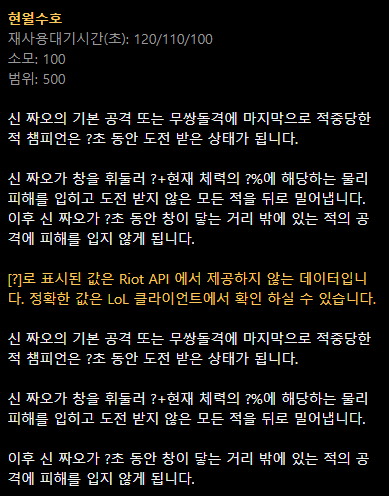 현월수호
재사용대기시간(초): 120/110/100
소모: 100
범위: 500
신 짜오의 기본 공격 또는 무쌍돌격에 마지막으로 적중당한
적 챔피언은 ?초 동안 도전 받은 상태가 됩니다.
신 짜오가 창을 휘둘러 ?+현재 체력의 ?%에 해당하는 물리
피해를 입히고 도전 받지 않은 모든 적을 뒤로 밀어냅니다.
이후 신 짜오가 ?초 동안 창이 닿는 거리 밖에 있는 적의 공
격에 피해를 입지 않게 됩니다.
[?]로 표시된 값은 Riot API 에서 제공하지 않는 데이터입니
다. 정확한 값은 LoL 클라이언트에서 확인 하실 수 있습니다.
신 짜오의 기본 공격 또는 무쌍돌격에 마지막으로 적중당한
적 챔피언은 ?초 동안 도전 받은 상태가 됩니다.
신 짜오가 창을 휘둘러 ?+현재 체력의 ?%에 해당하는 물리
피해를 입히고 도전 받지 않은 모든 적을 뒤로 밀어냅니다.
이후 신 짜오가 ?초 동안 창이 닿는 거리 밖에 있는 적의 공
격에 피해를 입지 않게 됩니다.